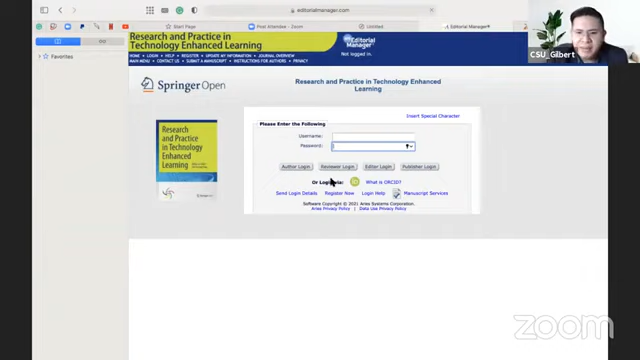 editorialmanager.com
Start Page
Post Attendee - Zoom
Untitled
Editorial Manager®
Favorites
Research and Practice in
Technology Enhanced Learning
Editorial
Manager
Not logged in.
HOME • LOGIN • HELP • REGISTER • UPDATE MY INFORMATION • JOURNAL OVERVIEW
MAIN MENU • CONTACT US • SUBMIT A MANUSCRIPT • INSTRUCTIONS FOR AUTHORS • PRIVACY
CSU_Gilbert
Springer Open
Research and Practice in Technology Enhanced
Learning
Insert Special Character
Please Enter the Following
Username:
Password:
Author Login
Reviewer Login
Editor Login
Publisher Login
Or Login via:
iD
What is ORCID?
Send Login Details
Register Now
Login Help
Manuscript Services
Software Copyright © 2021 Aries Systems Corporation.
Aries Privacy Policy | Data Use Privacy Policy
Research and
Practice in
Technology
Enhanced
Learning
zoom